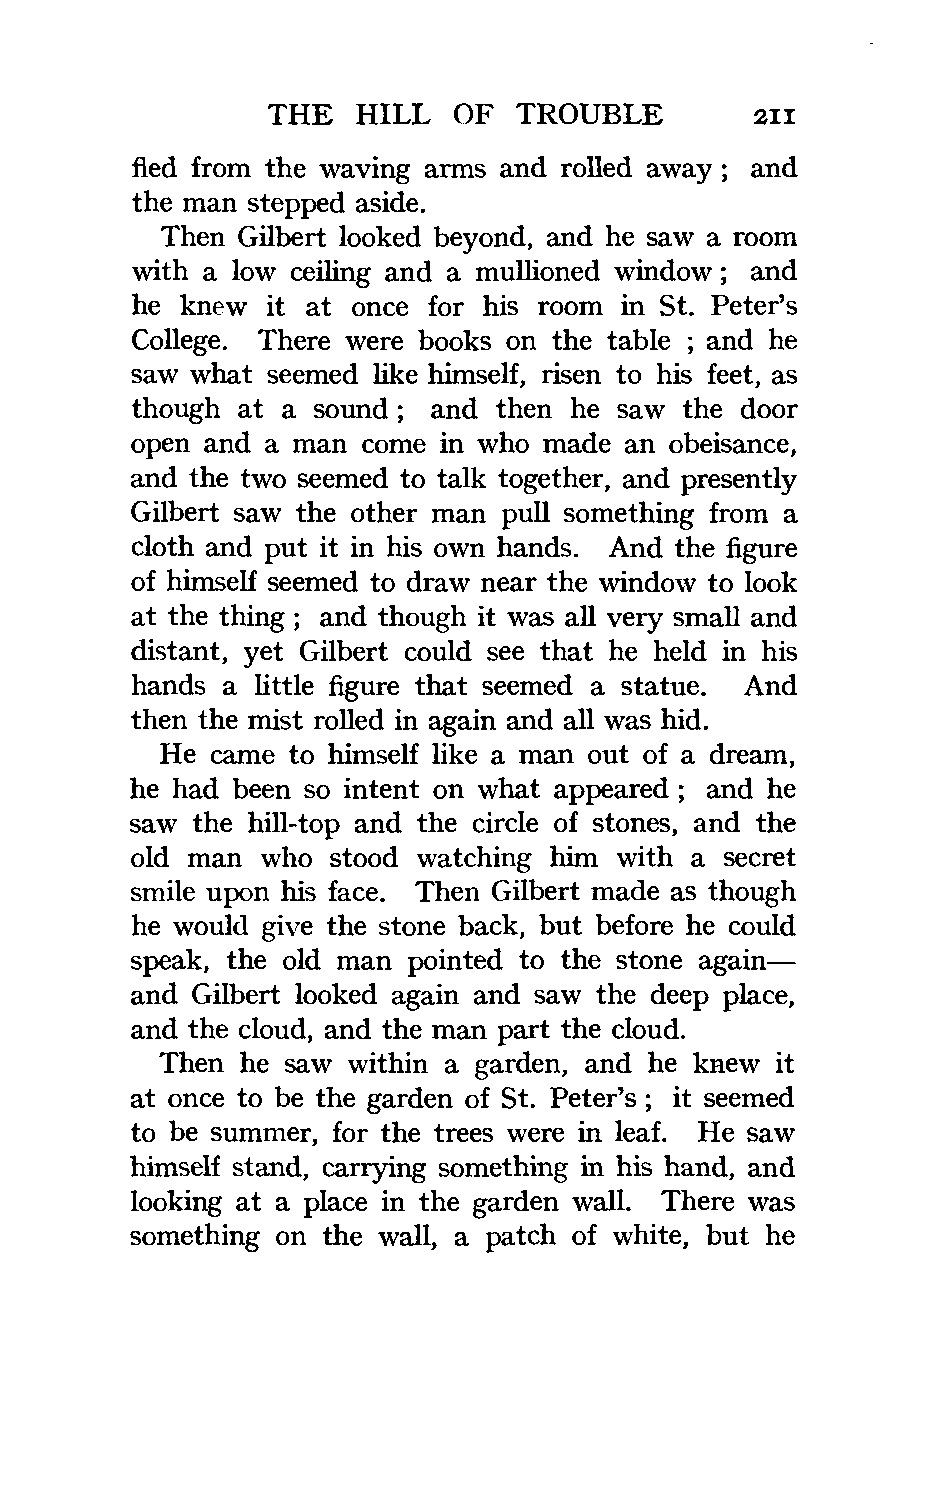 THE HILL OF TROUBLE 211
fled from the waving arms and rolled away ; and
the man stepped aside.
Then Gilbert looked beyond, and he saw a room
with a low ceiling and a mullioned window ; and
he knew it at once for his room in St. Peter's
College. There were books on the table ; and he
saw what seemed like himself, risen to his feet, as
though at a sound ; and then he saw the door
open and a man come in who made an obeisance,
and the two seemed to talk together, and presently
Gilbert saw the other man pull something from a
cloth and put it in his own hands. And the figure
of himself seemed to draw near the window to look
at the thing ; and though it was all very small and
distant, yet Gilbert could see that he held in his
hands a little figure that seemed a statue. And
then the mist rolled in again and all was hid.
He came to himself like a man out of a dream,
he had been so intent on what appeared ; and he
saw the hill-top and the circle of stones, and the
old man who stood watching him with a secret
smile upon his face. Then Gilbert made as though
he would give the stone back, but before he could
speak, the old man pointed to the stone again—
and Gilbert looked again and saw the deep place,
and the cloud, and the man part the cloud.
Then he saw within a garden, and he knew it
at once to be the garden of St. Peter's ; it seemed
to be summer, for the trees were in leaf. He saw
himself stand, carrying something in his hand, and
looking at a place in the garden wall. There was
something on the wall, a patch of white, but he